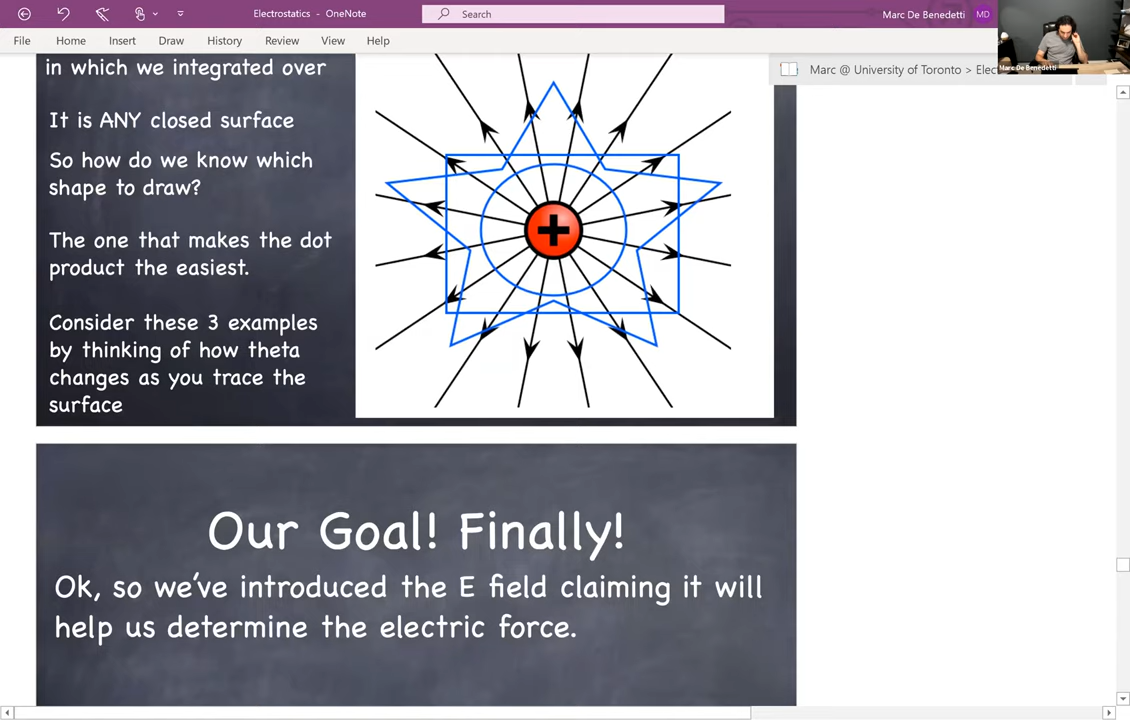 Electrostatics - OneNote
Search
Marc De Benedetti MD
File Home Insert Draw History Review View Help
Marc De Benedetti
Marc @ University of Toronto > Elec
in which we integrated over
It is ANY closed surface
So how do we know which
shape to draw?
The one that makes the dot
product the easiest.
Consider these 3 examples
by thinking of how theta
changes as you trace the
surface
+
Our Goal! Finally!
Ok, so we've introduced the E field claiming it will
help us determine the electric force.